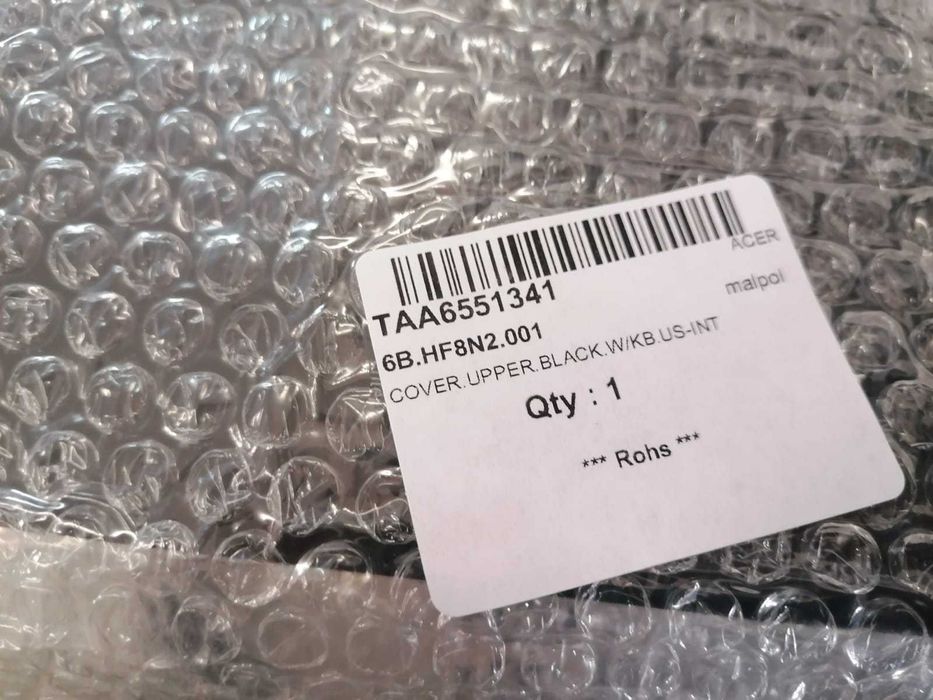 ACER
TAA6551341
malpol
6B.HF8N2.001
COVER.UPPER.BLACK.W/KB.US-INT
Qty : 1
*** Rohs ***